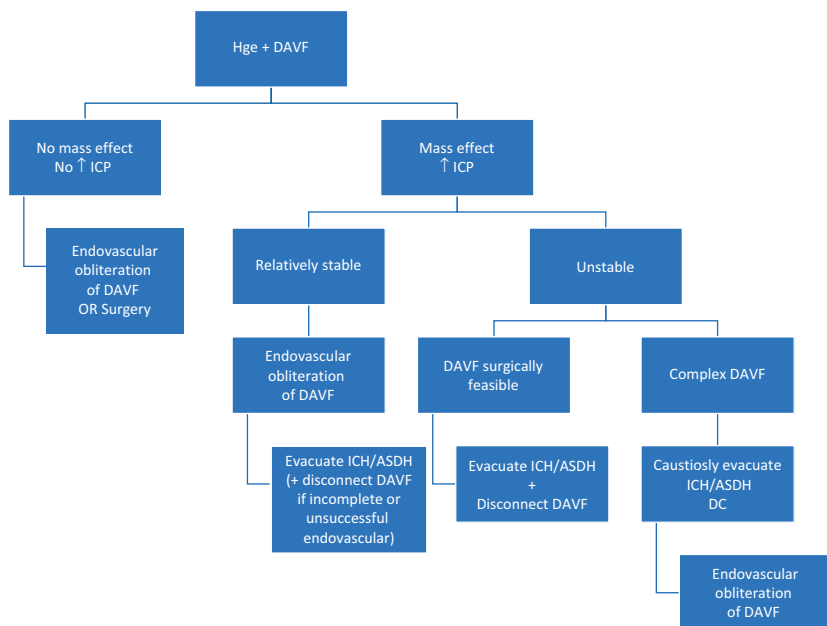 Hge + DAVF
No mass effect
No ↑ ICP
Mass effect
↑ ICP
Endovascular
obliteration
of DAVF
OR Surgery
Relatively stable
Unstable
Endovascular
obliteration
of DAVF
DAVF surgically
feasible
Complex DAVF
Evacuate ICH/ASDH
(+ disconnect DAVF
if incomplete or
unsuccessful
endovascular)
Evacuate ICH/ASDH
+
Disconnect DAVF
Caustiosly evacuate
ICH/ASDH
DC
Endovascular
obliteration
of DAVF